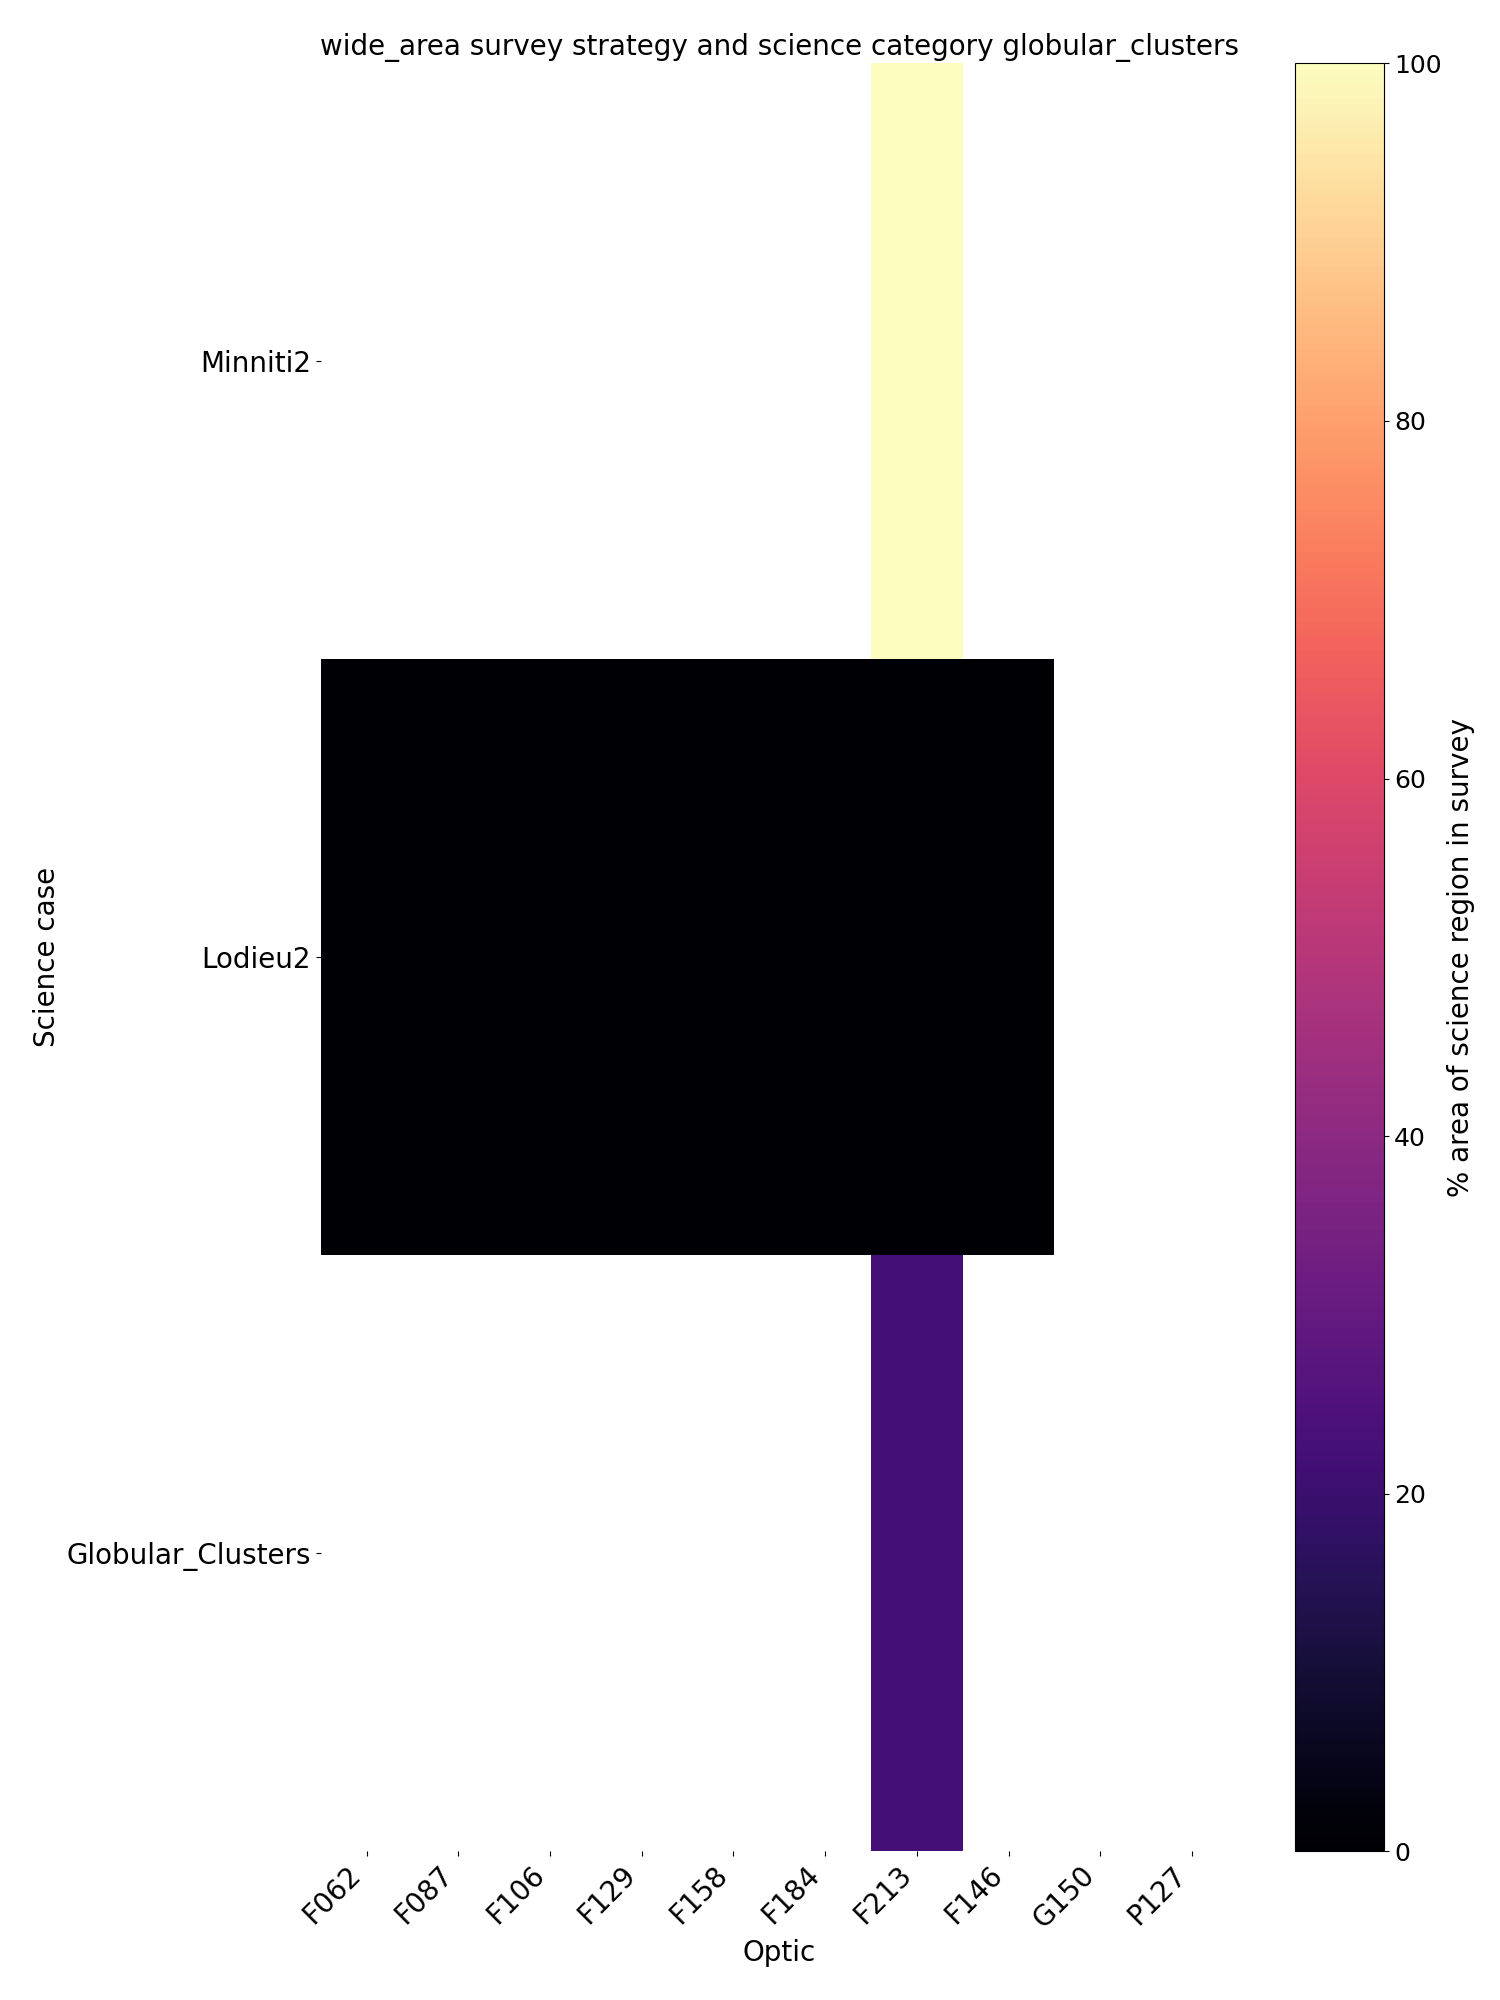 wide_area survey strategy and science category globular_clusters
Science case
Minniti2
Lodieu2
Globular_Clusters
F062
F087
F106
F129
F158
F184
F213
F146
G150
P127
Optic
100
80
60
40
20
0
% area of science region in survey